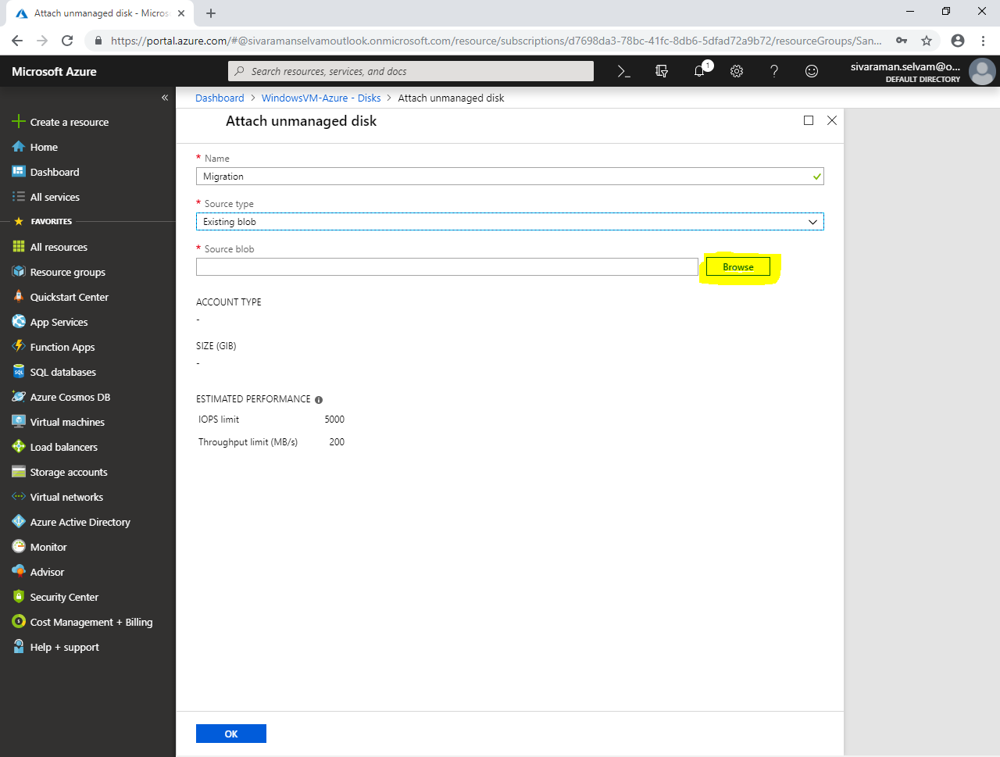 Attach unmanaged disk - Micros
https://portal.azure.com/#@sivaramanselvamoutlook.onmicrosoft.com/resource/subscriptions/d7698da3-78bc-41fc-8db6-5dfad72a9b72/resourceGroups/San...
Microsoft Azure
Search resources, services, and docs
1
sivaraman.selvam@o...
DEFAULT DIRECTORY
Dashboard > WindowsVM-Azure - Disks > Attach unmanaged disk
Create a resource
Home
Dashboard
All services
FAVORITES
All resources
Resource groups
Quickstart Center
App Services
Function Apps
SQL databases
Azure Cosmos DB
Virtual machines
Load balancers
Storage accounts
Virtual networks
Azure Active Directory
Monitor
Advisor
Security Center
Cost Management + Billing
Help + support
Attach unmanaged disk
* Name
Migration
* Source type
Existing blob
* Source blob
Browse
ACCOUNT TYPE
-
SIZE (GIB)
-
ESTIMATED PERFORMANCE
IOPS limit 5000
Throughput limit (MB/s) 200
OK